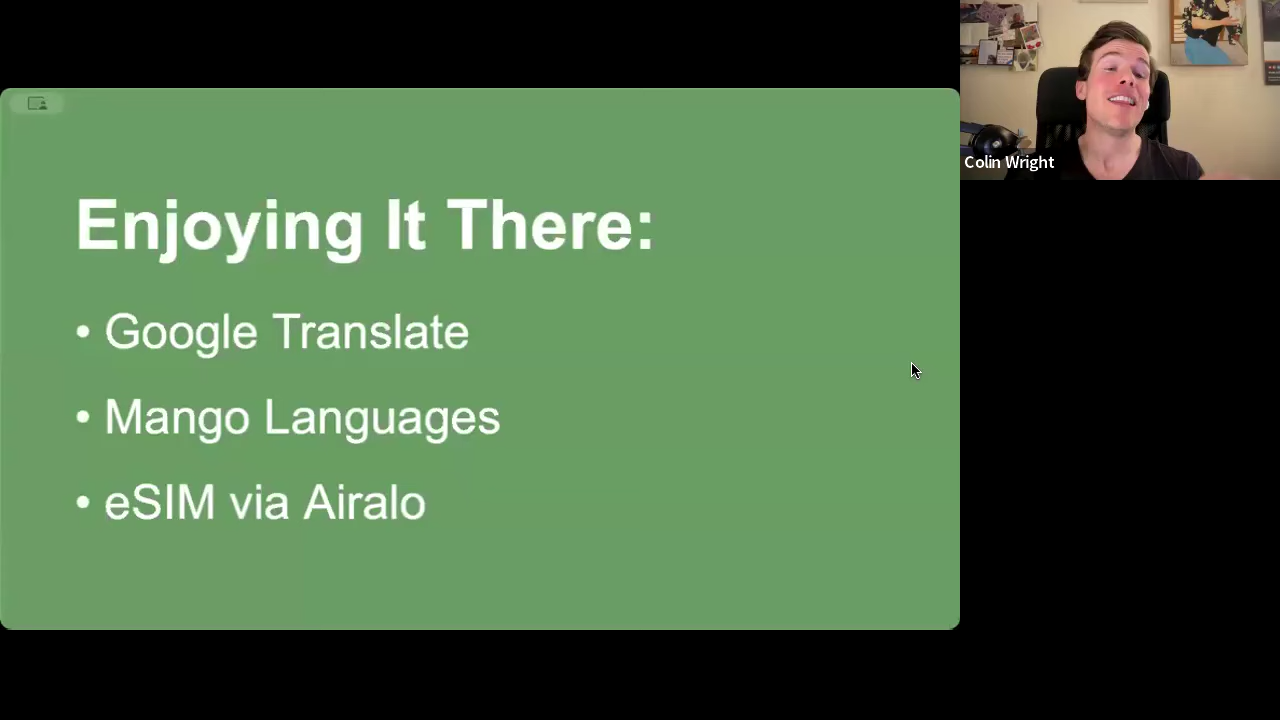 Enjoying It There:
• Google Translate
• Mango Languages
• eSIM via Airalo
Colin Wright